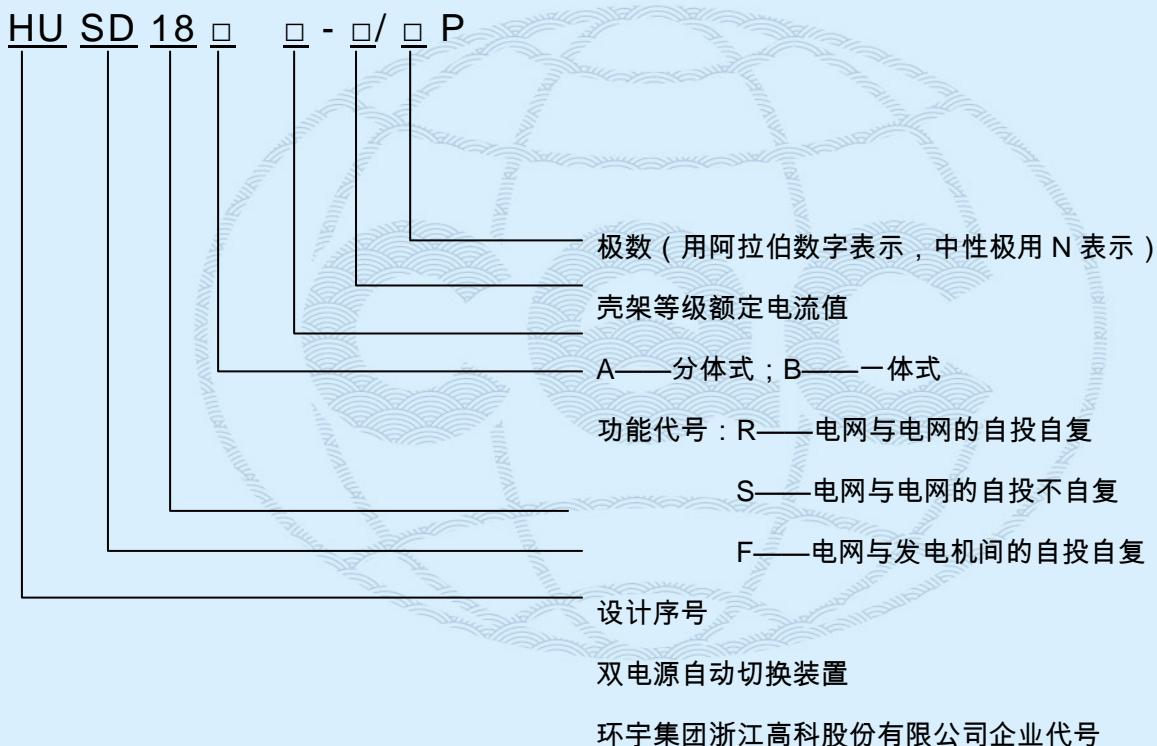 HU SD 18 □ □ - □/ □ P
极数（用阿拉伯数字表示，中性极用 N 表示）
壳架等级额定电流值
A——分体式；B——一体式
功能代号：R——电网与电网的自投自复
S——电网与电网的自投不自复
F——电网与发电机间的自投自复
设计序号
双电源自动切换装置
环宇集团浙江高科股份有限公司企业代号
CQC